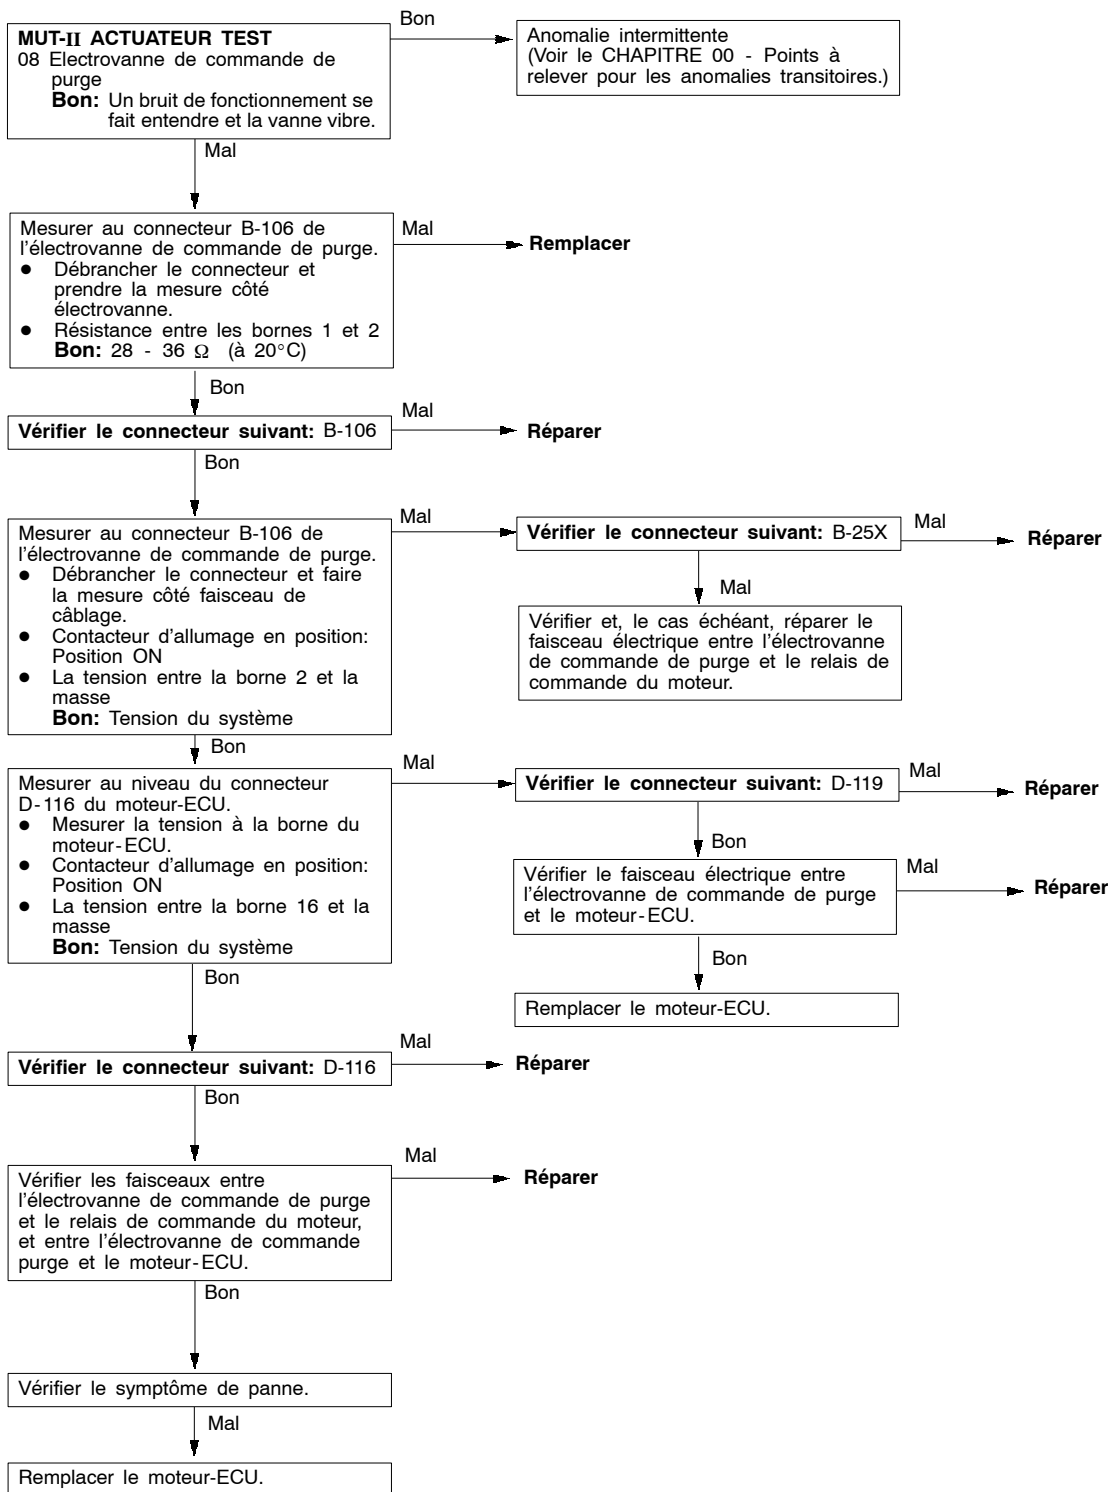 Bon
MUT-II ACTUATEUR TEST
08 Electrovanne de commande de
purge
Bon: Un bruit de fonctionnement se
fait entendre et la vanne vibre.
Anomalie intermittente
(Voir le CHAPITRE 00 - Points à
relever pour les anomalies transitoires.)
Mal
Mesurer au connecteur B-106 de
l'électrovanne de commande de purge.
● Débrancher le connecteur et
prendre la mesure côté
électrovanne.
● Résistance entre les bornes 1 et 2
Bon: 28 - 36 Ω (à 20°C)
Mal
Remplacer
Bon
Vérifier le connecteur suivant: B-106
Mal
Réparer
Bon
Mesurer au connecteur B-106 de
l'électrovanne de commande de purge.
● Débrancher le connecteur et faire
la mesure côté faisceau de
câblage.
● Contacteur d'allumage en position:
Position ON
● La tension entre la borne 2 et la
masse
Bon: Tension du système
Mal
Vérifier le connecteur suivant: B-25X
Mal
Réparer
Mal
Vérifier et, le cas échéant, réparer le
faisceau électrique entre l'électrovanne
de commande de purge et le relais de
commande du moteur.
Bon
Mesurer au niveau du connecteur
D-116 du moteur-ECU.
● Mesurer la tension à la borne du
moteur-ECU.
● Contacteur d'allumage en position:
Position ON
● La tension entre la borne 16 et la
masse
Bon: Tension du système
Mal
Vérifier le connecteur suivant: D-119
Mal
Réparer
Bon
Vérifier le faisceau électrique entre
l'électrovanne de commande de purge
et le moteur-ECU.
Mal
Réparer
Bon
Remplacer le moteur-ECU.
Bon
Vérifier le connecteur suivant: D-116
Mal
Réparer
Bon
Vérifier les faisceaux entre
l'électrovanne de commande de purge
et le relais de commande du moteur,
et entre l'électrovanne de commande
purge et le moteur-ECU.
Mal
Réparer
Bon
Vérifier le symptôme de panne.
Mal
Remplacer le moteur-ECU.